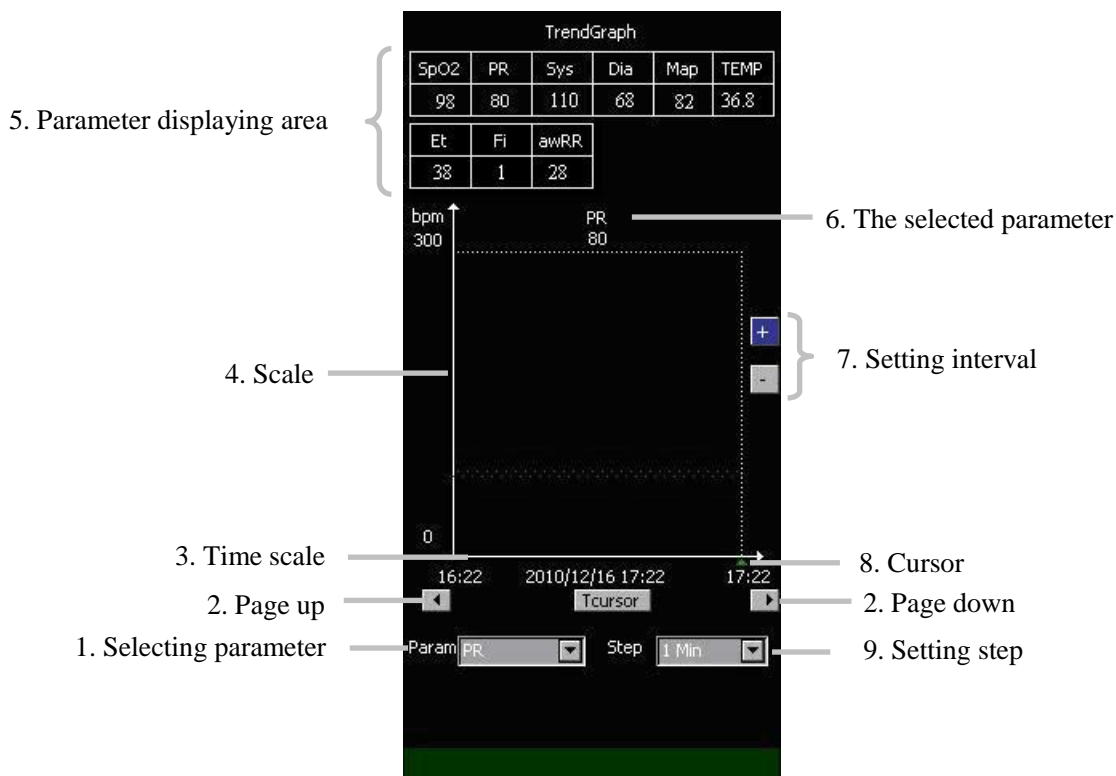 TrendGraph
SpO2 PR Sys Dia Map TEMP
98 80 110 68 82 36.8
5. Parameter displaying area
Et Fi awRR
38 1 28
bpm PR 6. The selected parameter
300 80
+
7. Setting interval
4. Scale
-
0
3. Time scale
8. Cursor
16:22 2010/12/16 17:22 17:22
2. Page up Tcursor 2. Page down
1. Selecting parameter Param PR Step 1 Min 9. Setting step